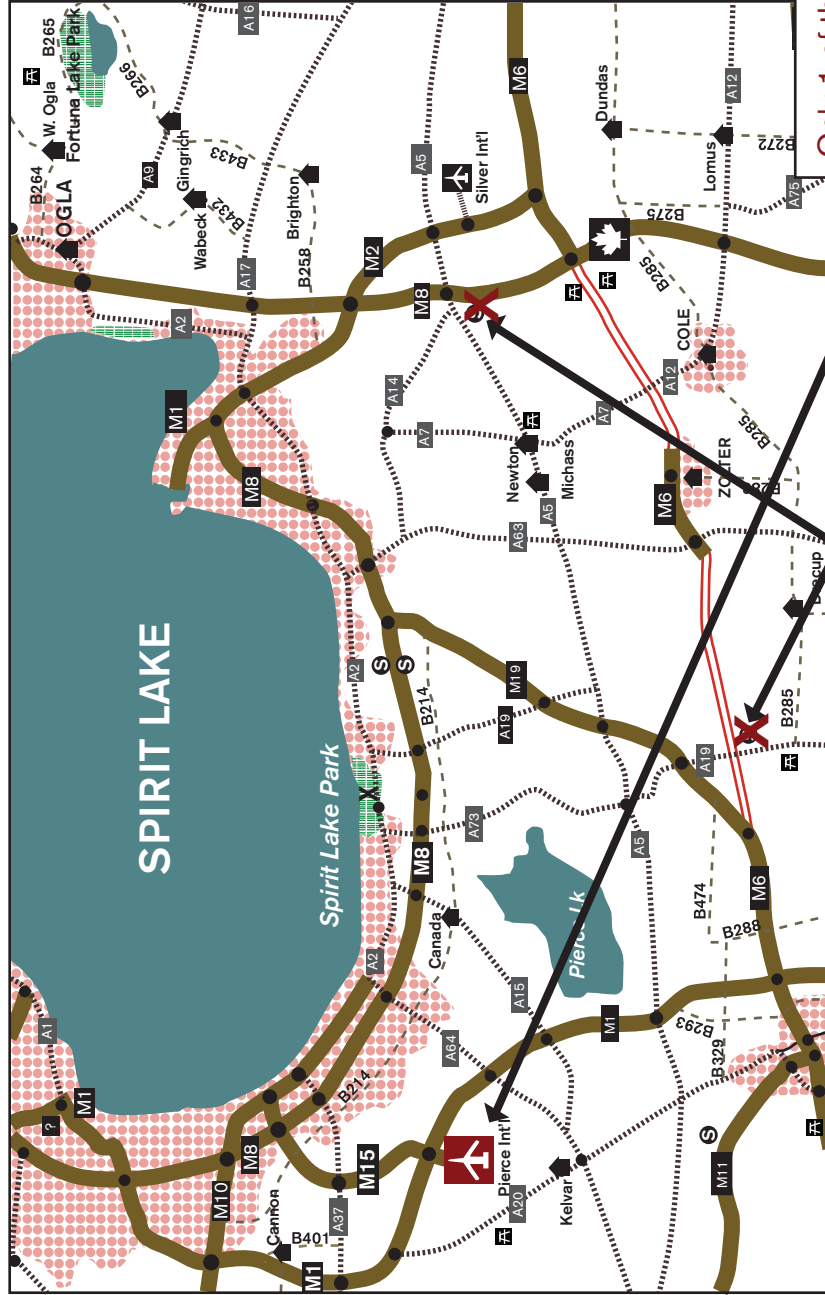 M1
B401
Cannon
A37
M10
M8
M15
B214
?
M1
A1
SPIRIT LAKE
Spirit Lake Park
X
A2
A2
S
S
M8
M1
A2
A17
OGLA
B264
W. Ogla
Fortuna Lake Park
B265
B266
A9
Gingrich
Wabeck
B432
B433
Brighton
B258
A16
Pierce Int'l
A20
Kelvar
A64
A15
Canada
M8
A73
B214
A19
M19
A63
A5
Newton
Michass
A7
A14
A7
M8
M2
A5
Silver Int'l
M6
M1
B293
Pierce Lk
A5
M11
S
B329
B288
B474
M6
A19
B285
M6
ZOLTER
B285
A12
COLE
B285
B275
Dundas
Lomus
A12
B272
A75